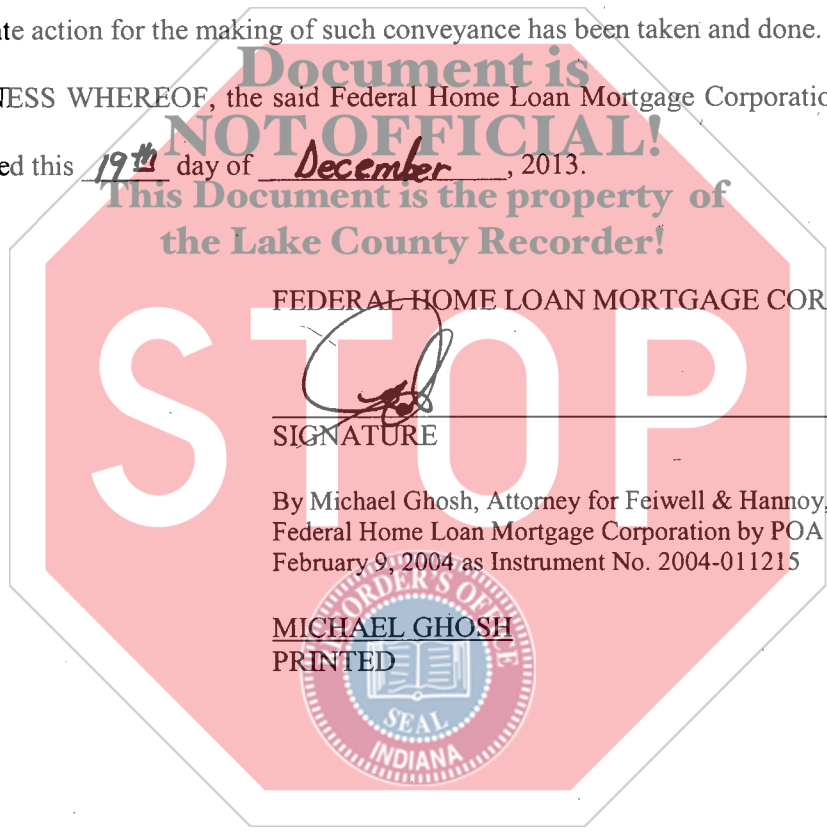 ate action for the making of such conveyance has been taken and done.
Document is
NESS WHEREOF, the said Federal Home Loan Mortgage Corporatio
NOT OFFICIAL!
ed this 19th day of December, 2013.
This Document is the property of
the Lake County Recorder!
FEDERAL HOME LOAN MORTGAGE COR
STOP
SIGNATURE
By Michael Ghosh, Attorney for Feiwell & Hannoy,
Federal Home Loan Mortgage Corporation by POA
February 9, 2004 as Instrument No. 2004-011215
RECORDER'S OFFICE
MICHAEL GHOSH
PRINTED
SEAL
INDIANA